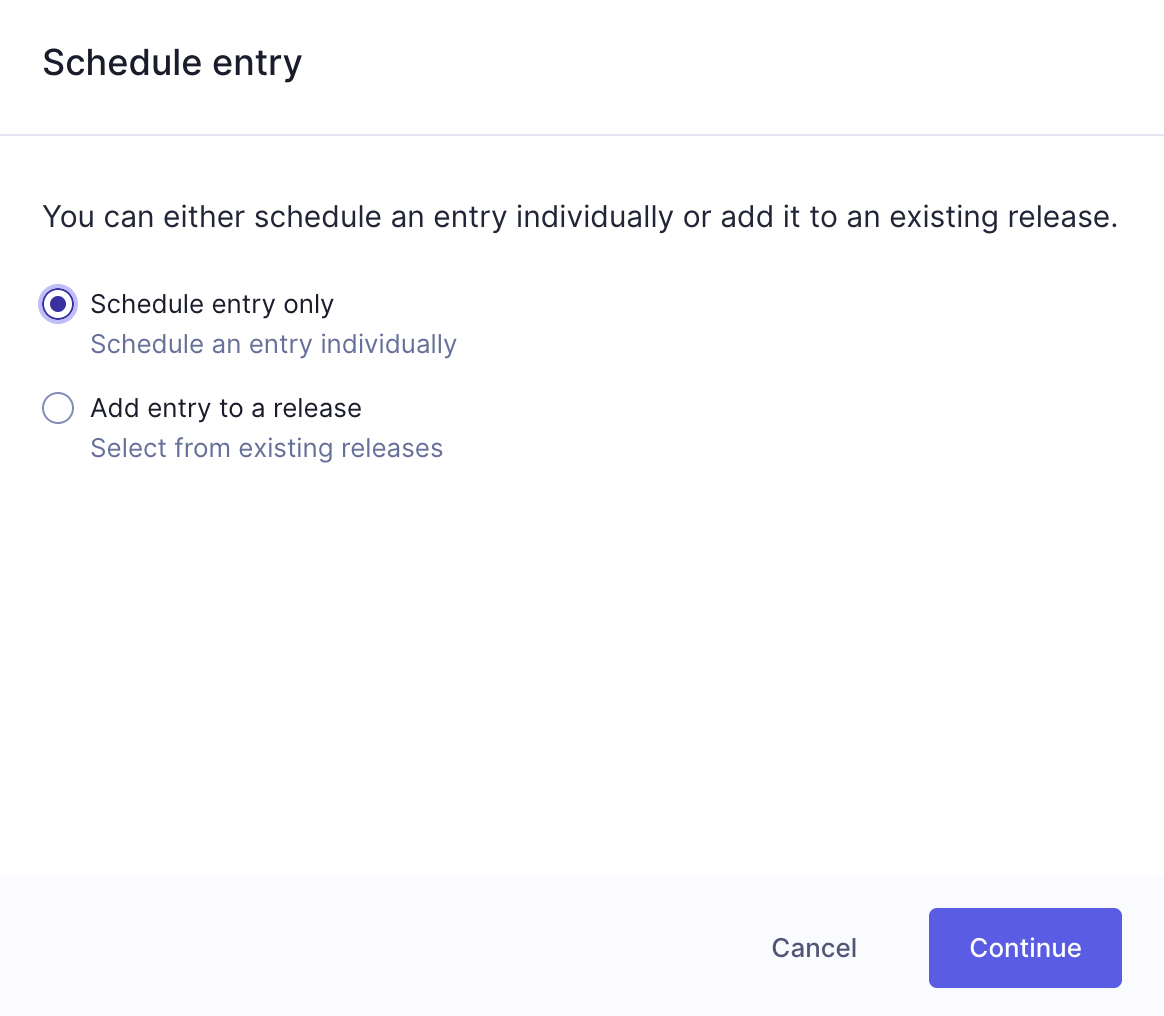 Schedule entry
You can either schedule an entry individually or add it to an existing release.
Schedule entry only
Schedule an entry individually
Add entry to a release
Select from existing releases
Cancel
Continue